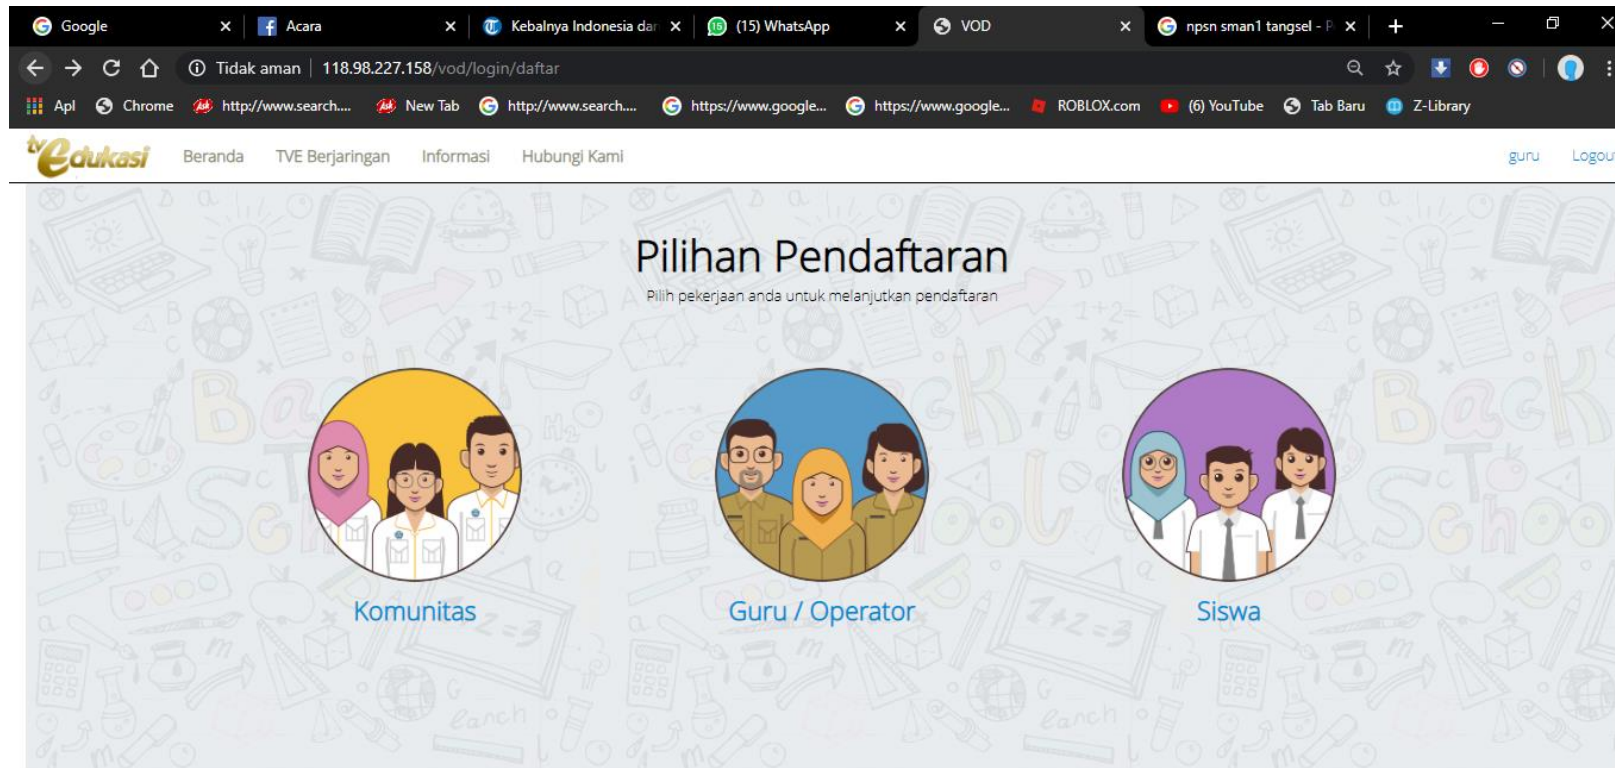 Google
Acara
Kebalnya Indonesia dar
(15) WhatsApp
VOD
npsn sman1 tangsel - P
Tidak aman | 118.98.227.158/vod/login/daftar
Apl
Chrome
http://www.search....
New Tab
http://www.search....
https://www.google...
https://www.google...
ROBLOX.com
(6) YouTube
Tab Baru
Z-Library
tv Edukasi
Beranda
TVE Berjaringan
Informasi
Hubungi Kami
guru
Logout
Pilihan Pendaftaran
Pilih pekerjaan anda untuk melanjutkan pendaftaran
Komunitas
Guru / Operator
Siswa